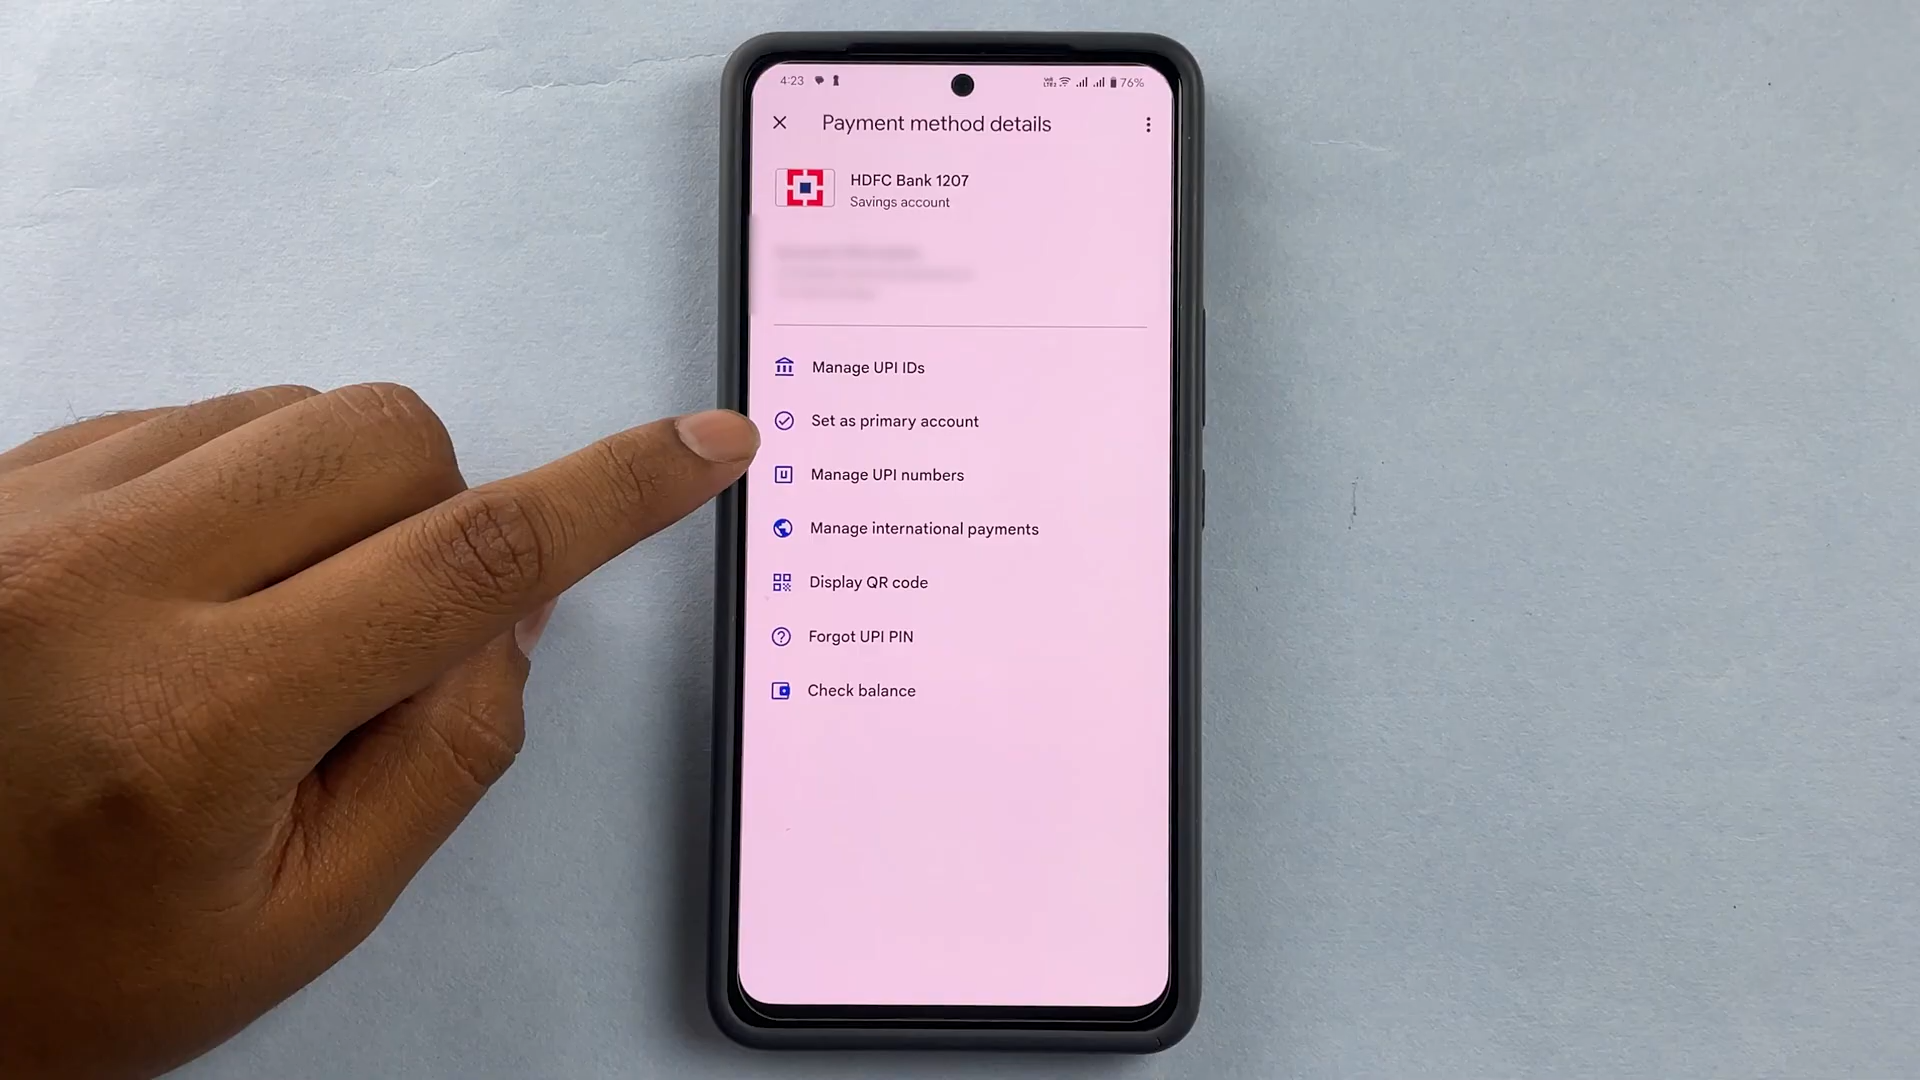 4:23
76%
Payment method details
HDFC Bank 1207
Savings account
Manage UPI IDs
Set as primary account
Manage UPI numbers
Manage international payments
Display QR code
Forgot UPI PIN
Check balance